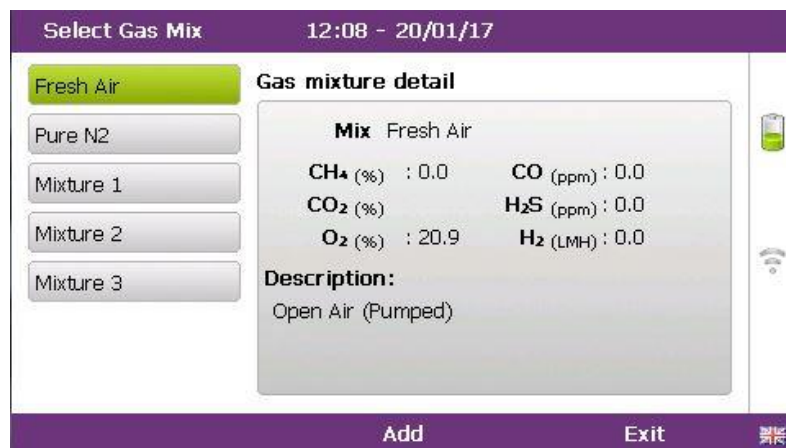 Select Gas Mix 12:08 - 20/01/17
Fresh Air
Pure N2
Mixture 1
Mixture 2
Mixture 3
Gas mixture detail
Mix Fresh Air
CH₄ (%) : 0.0 CO (ppm) : 0.0
CO₂ (%) H₂S (ppm) : 0.0
O₂ (%) : 20.9 H₂ (LMH) : 0.0
Description:
Open Air (Pumped)
Add Exit